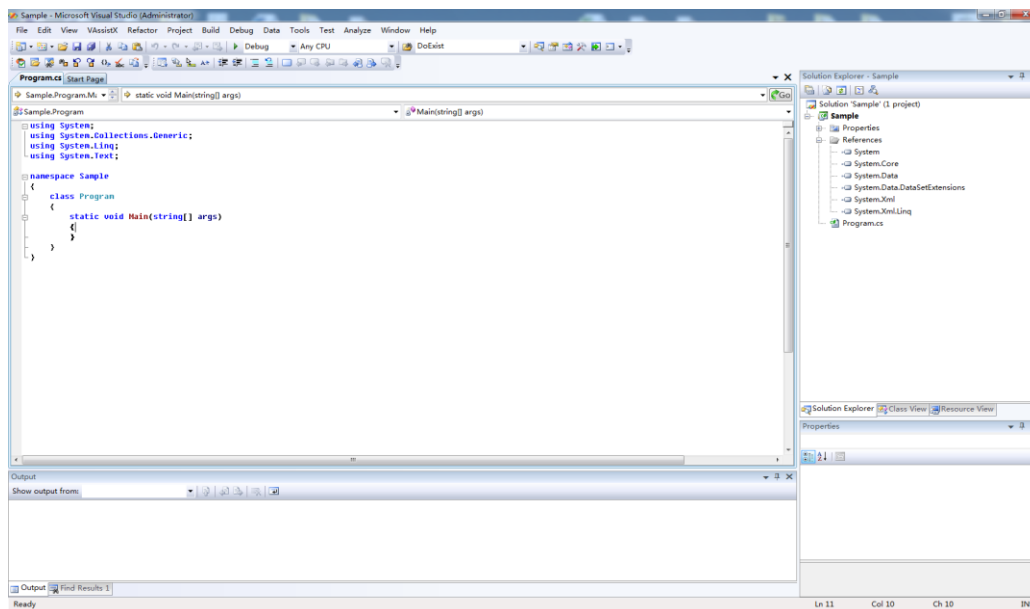 Sample - Microsoft Visual Studio (Administrator)
File Edit View VAssistX Refactor Project Build Debug Data Tools Test Analyze Window Help
Debug Any CPU DoExist
Program.cs Start Page
Sample.Program.Ma static void Main(string[] args) Go
Sample.Program Main(string[] args)
using System;
using System.Collections.Generic;
using System.Linq;
using System.Text;
namespace Sample
{
class Program
{
static void Main(string[] args)
{
}
}
}
Output
Show output from:
Output Find Results 1
Solution Explorer - Sample
Solution 'Sample' (1 project)
Sample
Properties
References
System
System.Core
System.Data
System.Data.DataSetExtensions
System.Xml
System.Xml.Linq
Program.cs
Solution Explorer Class View Resource View
Properties
Ready Ln 11 Col 10 Ch 10 IN